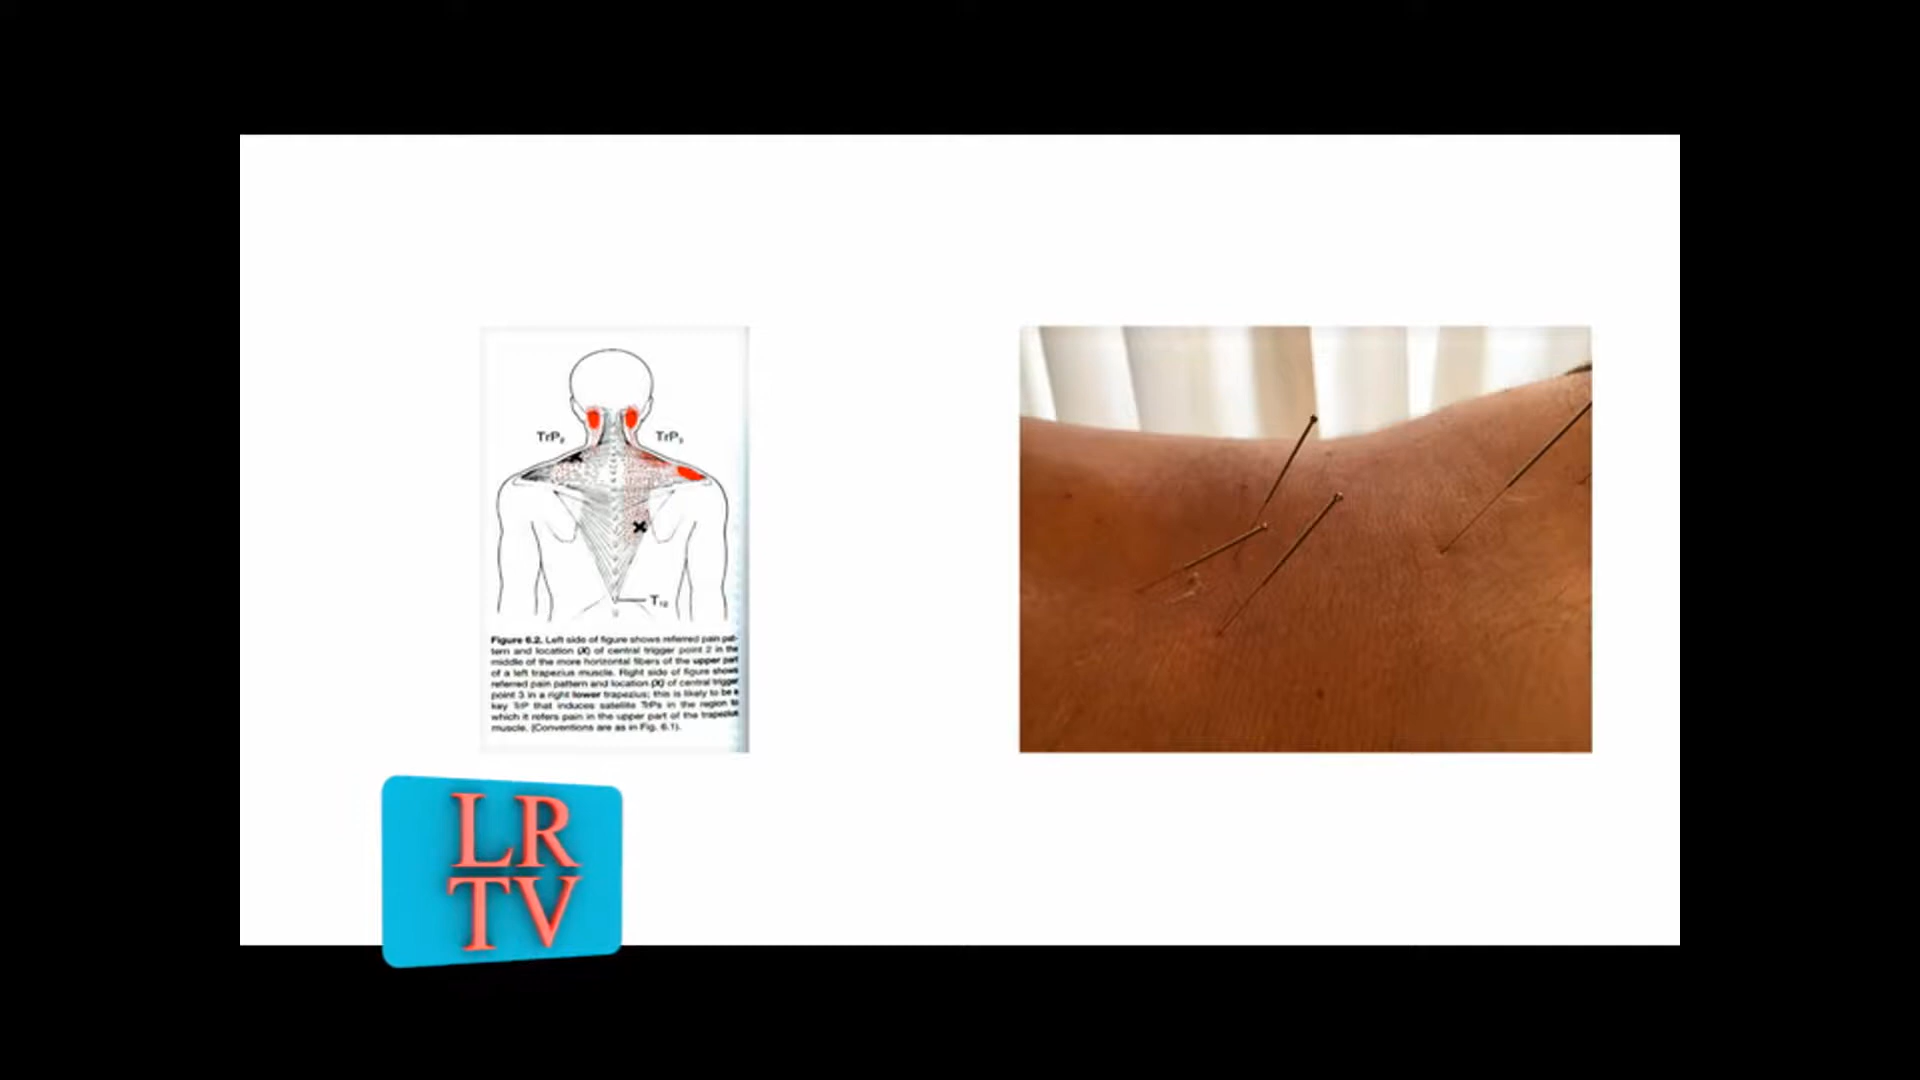 TrP₂ TrP₃
T₁₂
Figure 6.2. Left side of figure shows referred pain pat-
tern and location (X) of central trigger point 2 in the
middle of the more horizontal fibers of the upper part
of a left trapezius muscle. Right side of figure shows
referred pain pattern and location (X) of central trigger
point 3 in a right lower trapezius; this is likely to be a
key TrP that induces satellite TrPs in the region to
which it refers pain in the upper part of the trapezius
muscle. (Conventions are as in Fig. 6.1).
LR
TV